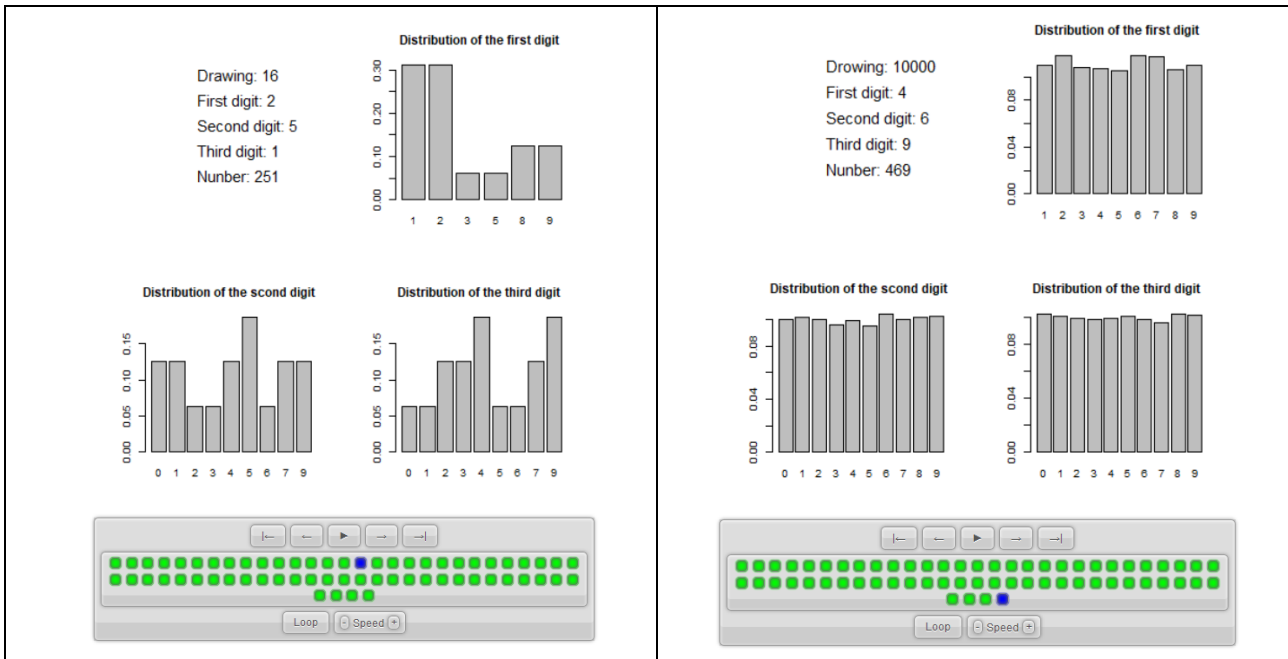 Distribution of the first digit
Drawing: 16
First digit: 2
Second digit: 5
Third digit: 1
Nunber: 251
0.30
0.20
0.10
0.00
1 2 3 5 8 9
Distribution of the scond digit
0.15
0.10
0.05
0.00
0 1 2 3 4 5 6 7 9
Distribution of the third digit
0.15
0.10
0.05
0.00
0 1 2 3 4 5 6 7 9
|← ← ► → →|
Loop - Speed +
Distribution of the first digit
Drowing: 10000
First digit: 4
Second digit: 6
Third digit: 9
Nunber: 469
0.08
0.04
0.00
1 2 3 4 5 6 7 8 9
Distribution of the scond digit
0.08
0.04
0.00
0 1 2 3 4 5 6 7 8 9
Distribution of the third digit
0.08
0.04
0.00
0 1 2 3 4 5 6 7 8 9
|← ← ► → →|
Loop - Speed +